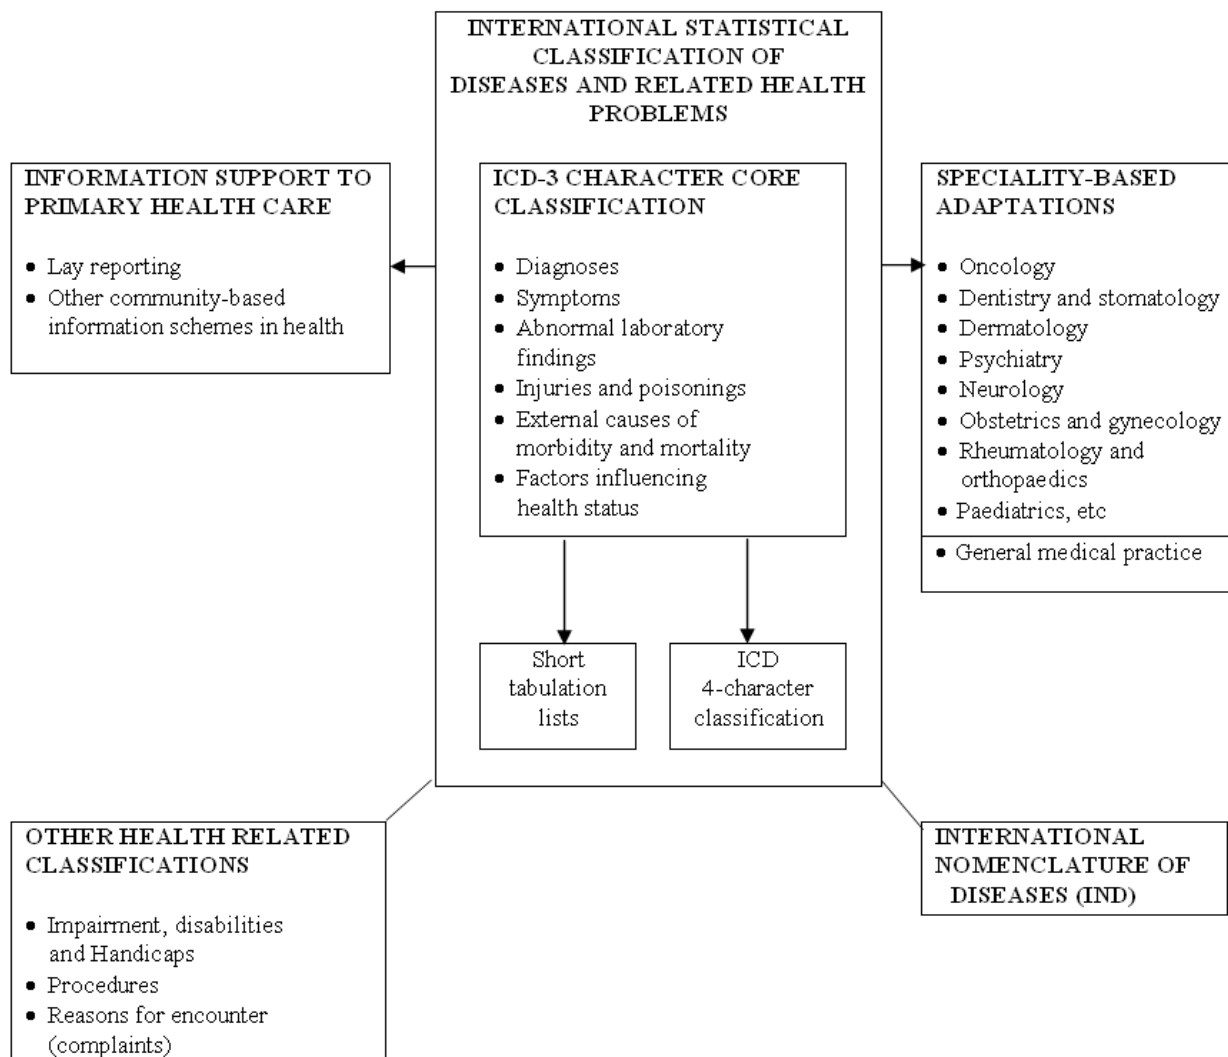 INTERNATIONAL STATISTICAL
CLASSIFICATION OF
DISEASES AND RELATED HEALTH
PROBLEMS
INFORMATION SUPPORT TO
PRIMARY HEALTH CARE
• Lay reporting
• Other community-based
information schemes in health
ICD-3 CHARACTER CORE
CLASSIFICATION
• Diagnoses
• Symptoms
• Abnormal laboratory
findings
• Injuries and poisonings
• External causes of
morbidity and mortality
• Factors influencing
health status
SPECIALITY-BASED
ADAPTATIONS
• Oncology
• Dentistry and stomatology
• Dermatology
• Psychiatry
• Neurology
• Obstetrics and gynecology
• Rheumatology and
orthopaedics
• Paediatrics, etc
• General medical practice
Short
tabulation
lists
ICD
4-character
classification
OTHER HEALTH RELATED
CLASSIFICATIONS
• Impairment, disabilities
and Handicaps
• Procedures
• Reasons for encounter
(complaints)
INTERNATIONAL
NOMENCLATURE OF
DISEASES (IND)